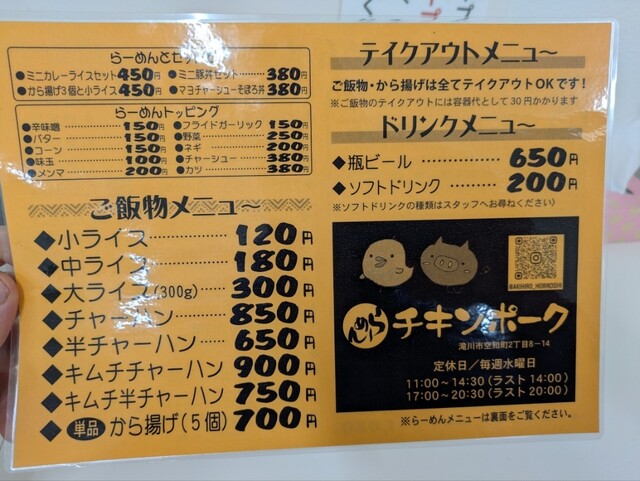 らーめんとセット
●ミニカレーライスセット 450円 ●ミニ豚丼セット………380円
●から揚げ3個と小ライス 450円 ●マヨチャーシューそぼろ丼 380円
らーめんトッピング
●辛味噌…………150円 ●フライドガーリック 150円
●バター…………150円 ●野菜……………250円
●コーン…………150円 ●ネギ……………200円
●味玉……………100円 ●チャーシュー……380円
●メンマ…………200円 ●カツ……………380円
ご飯物メニュ〜
◆小ライス………120円
◆中ライス………180円
◆大ライス(300g)…300円
◆チャーハン……850円
◆半チャーハン…650円
◆キムチチャーハン 900円
◆キムチ半チャーハン 750円
◆単品 から揚げ(5個) 700円
テイクアウトメニュ〜
ご飯物・から揚げは全てテイクアウトOKです!
※ご飯物のテイクアウトには容器代として30円かかります
ドリンクメニュ〜
◆瓶ビール…………650円
◆ソフトドリンク……200円
※ソフトドリンクの種類はスタッフへお尋ねください)
らーめん チキンポーク
滝川市空知町2丁目8-14
定休日/毎週水曜日
11:00~14:30(ラスト14:00)
17:00~20:30(ラスト20:00)
※らーめんメニューは裏面をご覧ください。